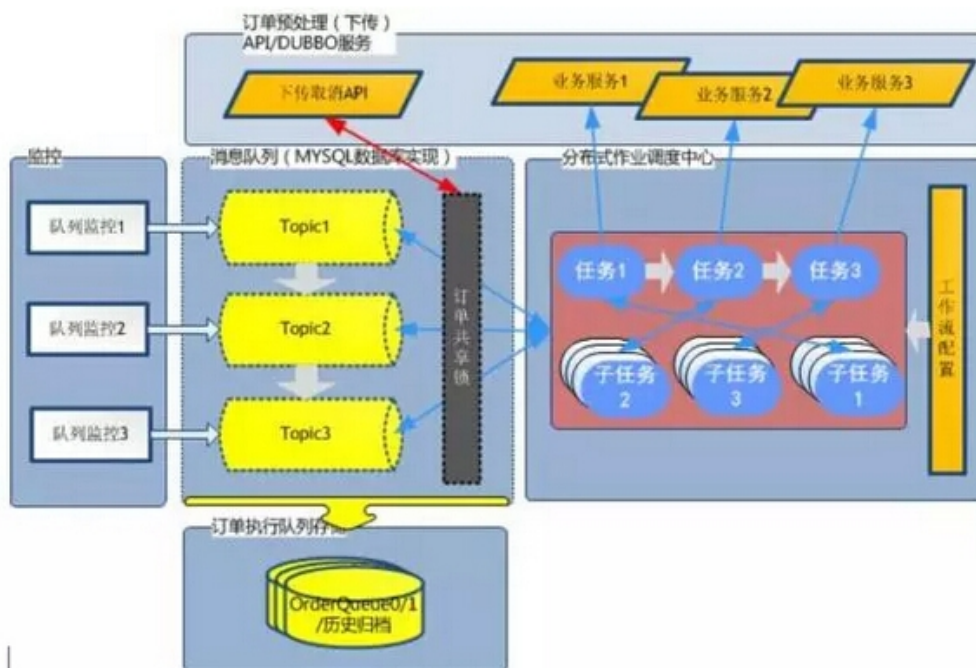 订单预处理（下传）
API/DUBBO服务
下传取消API
业务服务1
业务服务2
业务服务3
监控
消息队列（MYSQL数据库实现）
分布式作业调度中心
队列监控1
队列监控2
队列监控3
Topic1
Topic2
Topic3
订单共享锁
任务1
任务2
任务3
子任务
2
子任务
3
子任务
1
工作流配置
订单执行队列存
OrderQueue0/1
/历史归档